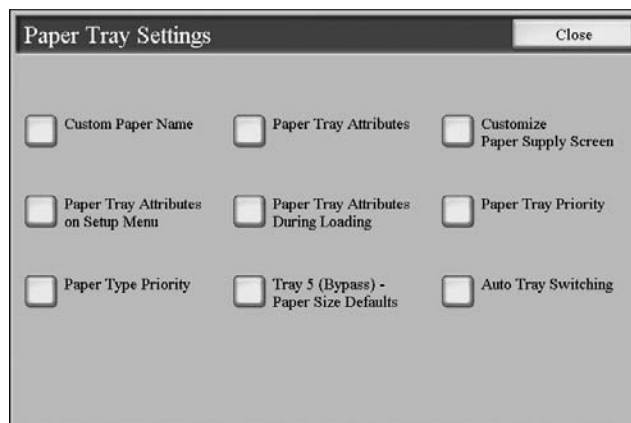 Paper Tray Settings
Close
Custom Paper Name
Paper Tray Attributes
Customize
Paper Supply Screen
Paper Tray Attributes
on Setup Menu
Paper Tray Attributes
During Loading
Paper Tray Priority
Paper Type Priority
Tray 5 (Bypass) -
Paper Size Defaults
Auto Tray Switching